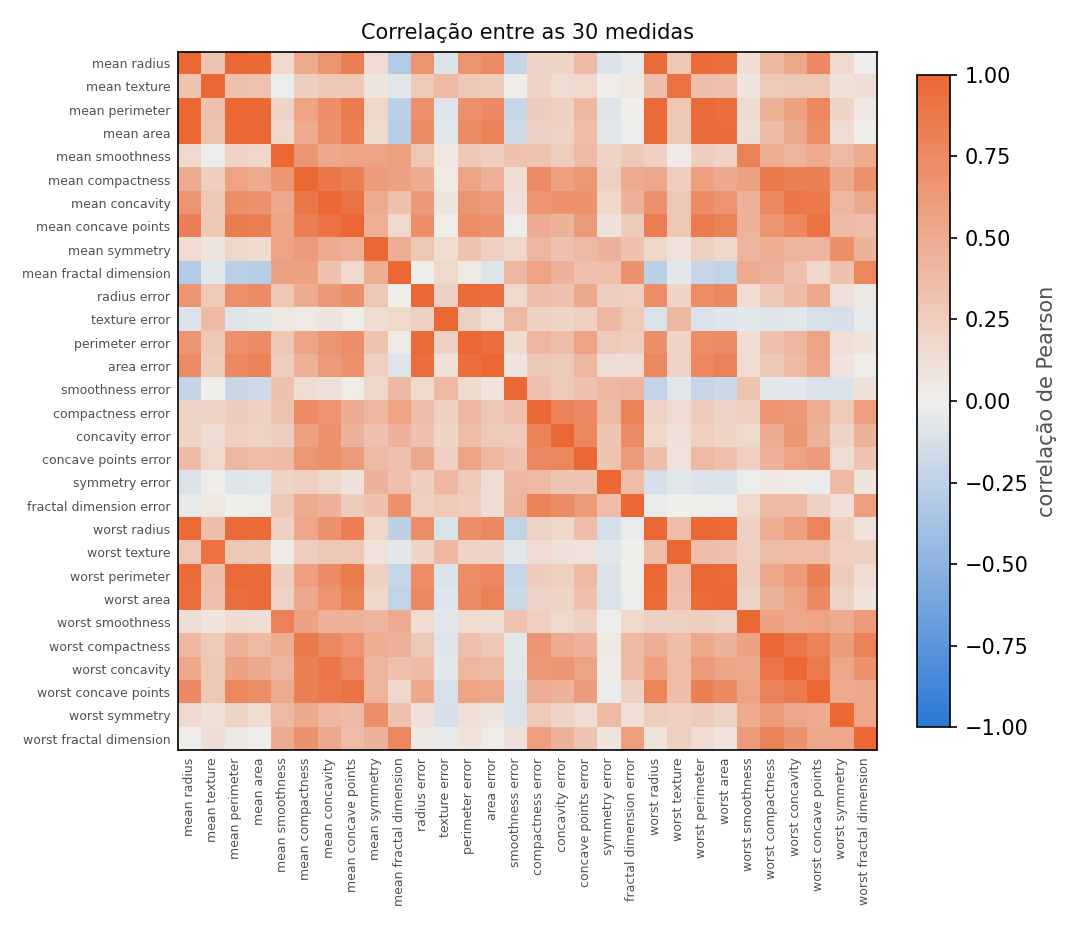 Correlação entre as 30 medidas
mean radius
mean texture
mean perimeter
mean area
mean smoothness
mean compactness
mean concavity
mean concave points
mean symmetry
mean fractal dimension
radius error
texture error
perimeter error
area error
smoothness error
compactness error
concavity error
concave points error
symmetry error
fractal dimension error
worst radius
worst texture
worst perimeter
worst area
worst smoothness
worst compactness
worst concavity
worst concave points
worst symmetry
worst fractal dimension
mean radius
mean texture
mean perimeter
mean area
mean smoothness
mean compactness
mean concavity
mean concave points
mean symmetry
mean fractal dimension
radius error
texture error
perimeter error
area error
smoothness error
compactness error
concavity error
concave points error
symmetry error
fractal dimension error
worst radius
worst texture
worst perimeter
worst area
worst smoothness
worst compactness
worst concavity
worst concave points
worst symmetry
worst fractal dimension
1.00
0.75
0.50
0.25
0.00
−0.25
−0.50
−0.75
−1.00
correlação de Pearson